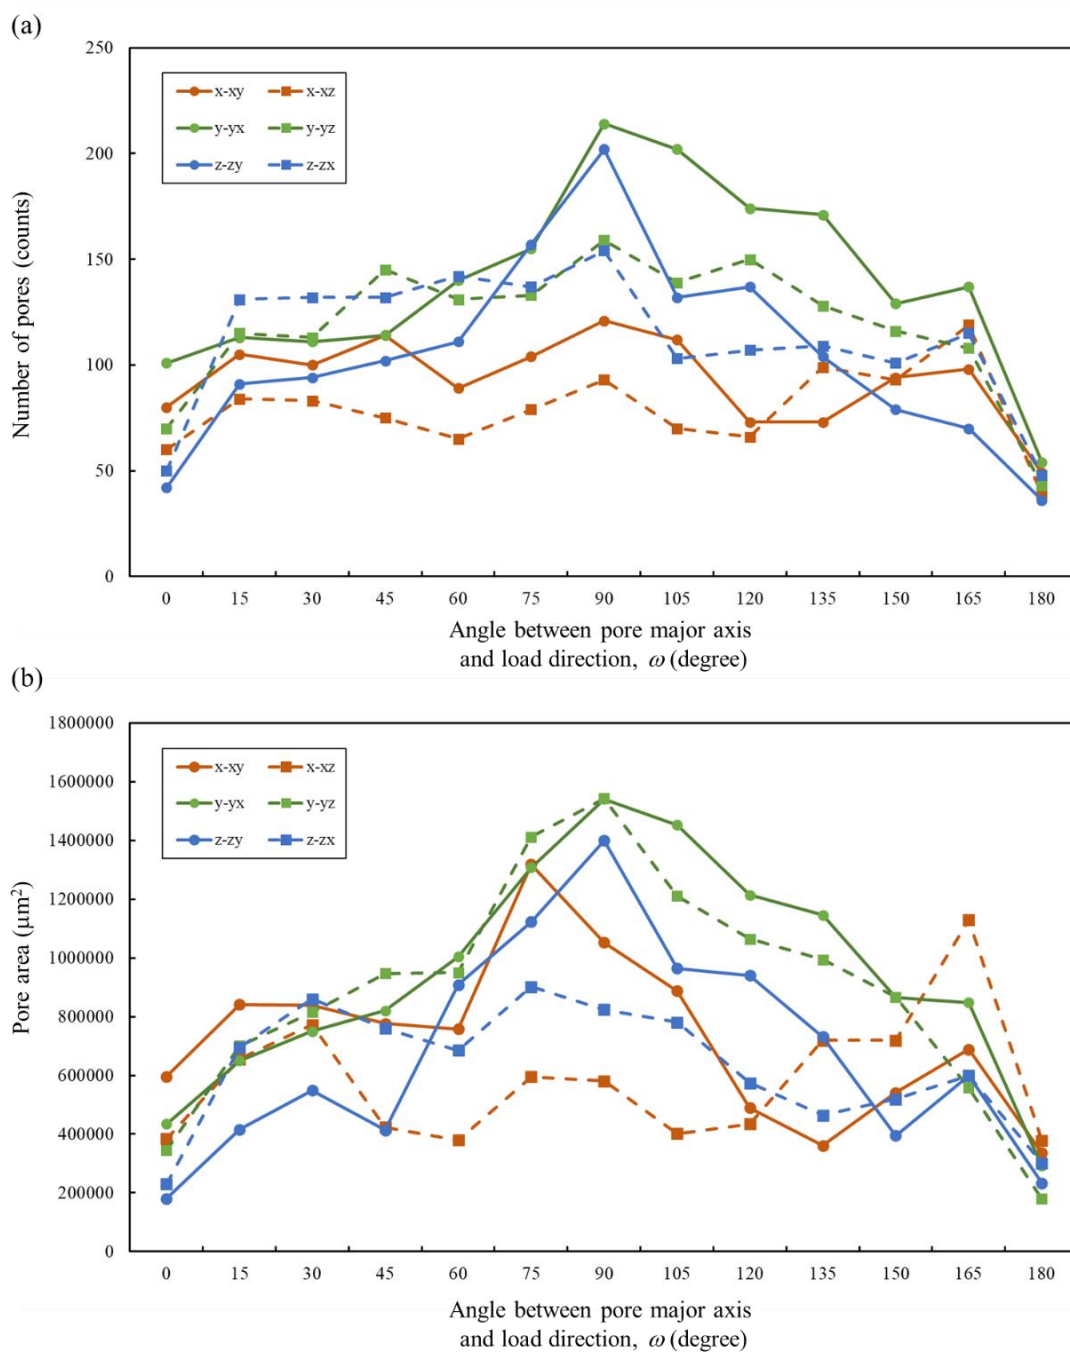 (a)
250
200
150
100
50
0
Number of pores (counts)
x-xy x-xz
y-yx y-yz
z-zy z-zx
0 15 30 45 60 75 90 105 120 135 150 165 180
Angle between pore major axis
and load direction, ω (degree)
(b)
1800000
1600000
1400000
1200000
1000000
800000
600000
400000
200000
0
Pore area (µm²)
x-xy x-xz
y-yx y-yz
z-zy z-zx
0 15 30 45 60 75 90 105 120 135 150 165 180
Angle between pore major axis
and load direction, ω (degree)